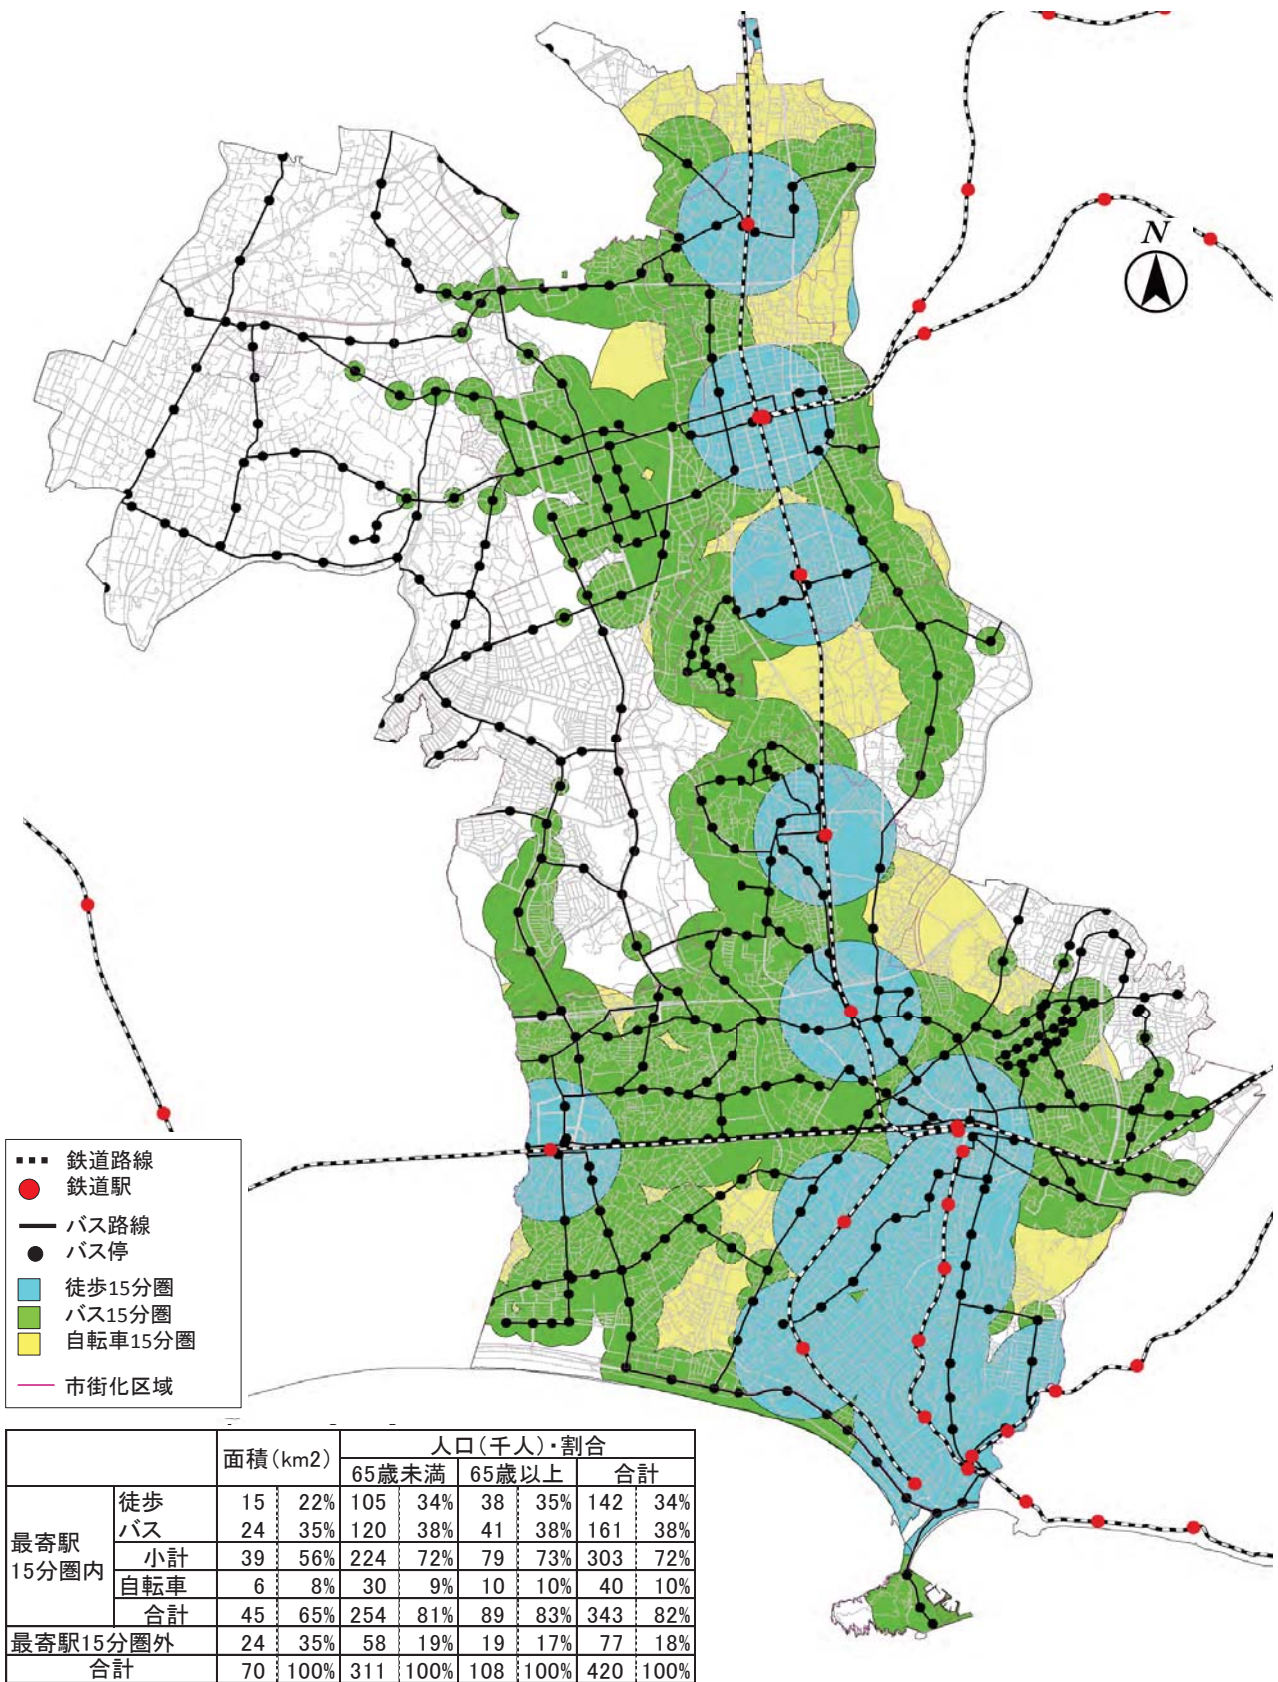 N
鉄道路線
鉄道駅
バス路線
バス停
徒歩15分圏
バス15分圏
自転車15分圏
市街化区域
面積(km2) 人口(千人)・割合
65歳未満 65歳以上 合計
最寄駅15分圏内 徒歩 15 22% 105 34% 38 35% 142 34%
バス 24 35% 120 38% 41 38% 161 38%
小計 39 56% 224 72% 79 73% 303 72%
自転車 6 8% 30 9% 10 10% 40 10%
合計 45 65% 254 81% 89 83% 343 82%
最寄駅15分圏外 24 35% 58 19% 19 17% 77 18%
合計 70 100% 311 100% 108 100% 420 100%